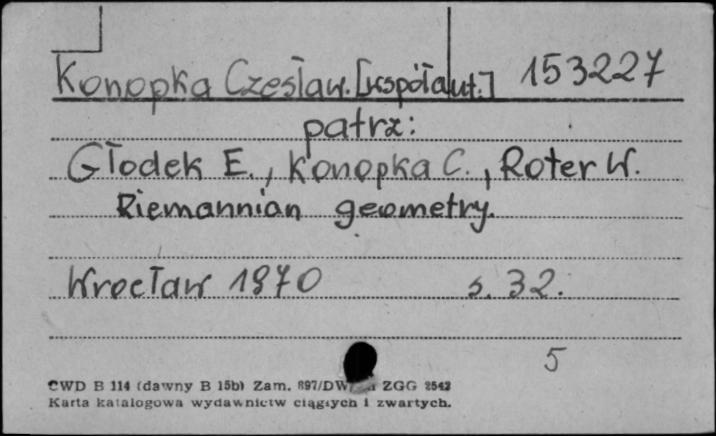 Konopka Czesław. [współaut.] 153227
patrz:
Głodek E., Konopka C., Roter W.
Riemannian geometry.
Wrocław 1970 s. 32.
5
CWD B 114 (dawny B 15b) Zam. 897/DW ZGG 2542
Karta katalogowa wydawnictw ciągłych i zwartych.